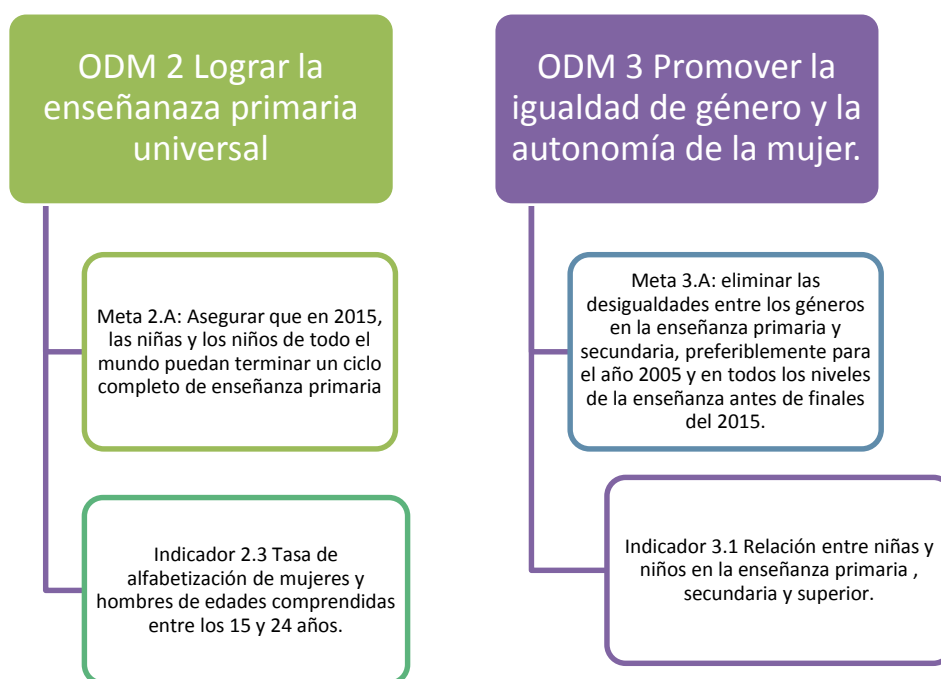 ODM 2 Lograr la
enseñanaza primaria
universal
Meta 2.A: Asegurar que en 2015,
las niñas y los niños de todo el
mundo puedan terminar un ciclo
completo de enseñanza primaria
Indicador 2.3 Tasa de
alfabetización de mujeres y
hombres de edades comprendidas
entre los 15 y 24 años.
ODM 3 Promover la
igualdad de género y la
autonomía de la mujer.
Meta 3.A: eliminar las
desigualdades entre los géneros
en la enseñanza primaria y
secundaria, preferiblemente para
el año 2005 y en todos los niveles
de la enseñanza antes de finales
del 2015.
Indicador 3.1 Relación entre niñas y
niños en la enseñanza primaria ,
secundaria y superior.